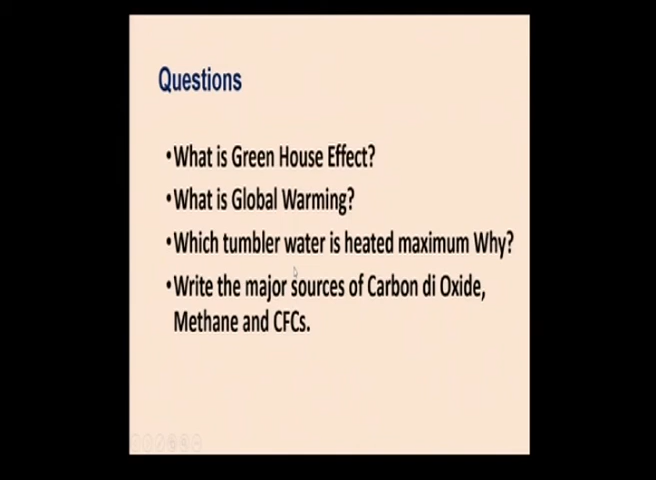 Questions
•What is Green House Effect?
•What is Global Warming?
•Which tumbler water is heated maximum Why?
•Write the major sources of Carbon di Oxide,
Methane and CFCs.